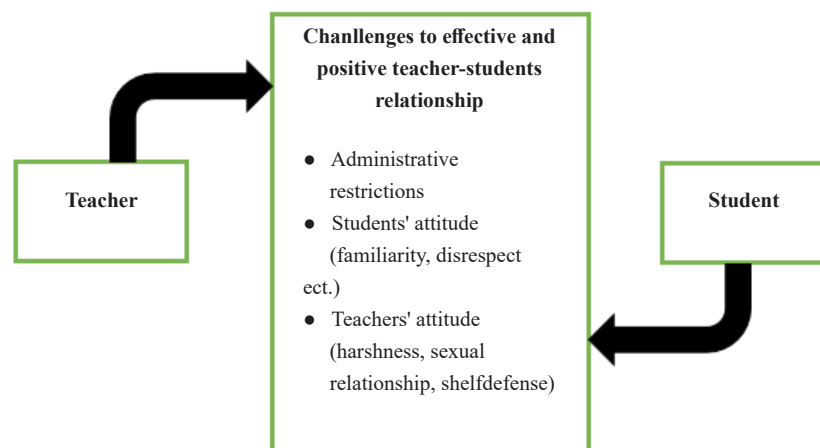 Chanllenges to effective and
positive teacher-students
relationship
● Administrative
restrictions
● Students' attitude
(familiarity, disrespect
ect.)
● Teachers' attitude
(harshness, sexual
relationship, shelfdefense)
Teacher
Student